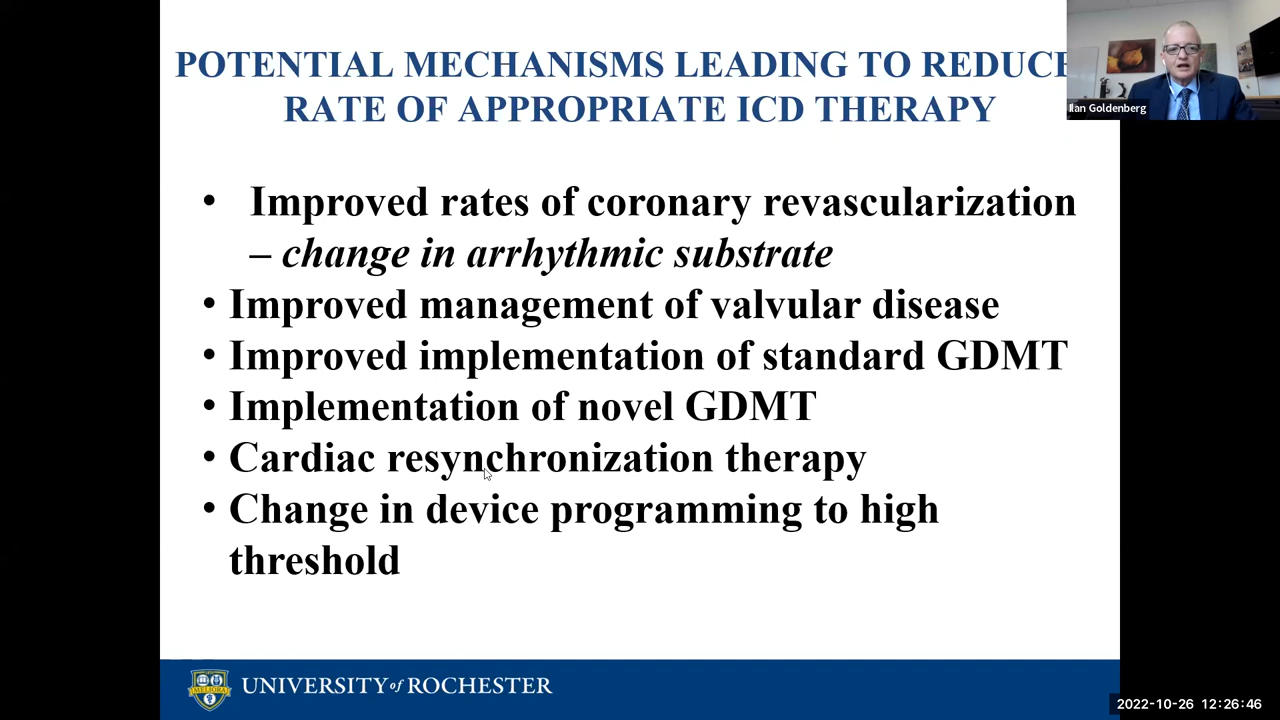 POTENTIAL MECHANISMS LEADING TO REDUCE
RATE OF APPROPRIATE ICD THERAPY
Ilan Goldenberg
• Improved rates of coronary revascularization
– change in arrhythmic substrate
• Improved management of valvular disease
• Improved implementation of standard GDMT
• Implementation of novel GDMT
• Cardiac resynchronization therapy
• Change in device programming to high
threshold
MELIORA
UNIVERSITY of ROCHESTER
2022-10-26 12:26:46